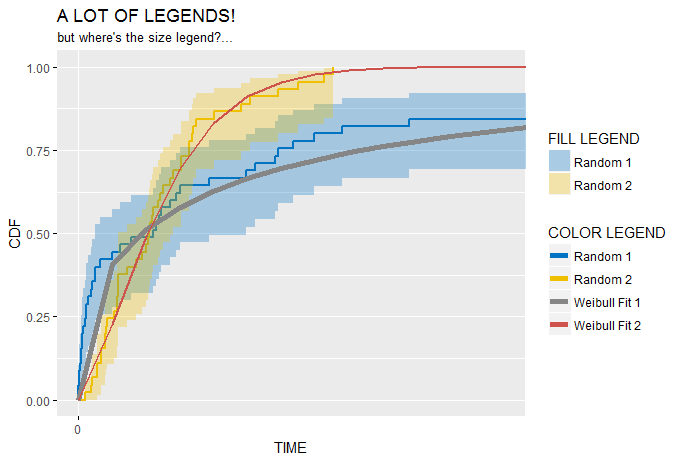 A LOT OF LEGENDS!
but where's the size legend?...
1.00
0.75
0.50
0.25
0.00
CDF
0
TIME
FILL LEGEND
Random 1
Random 2
COLOR LEGEND
Random 1
Random 2
Weibull Fit 1
Weibull Fit 2